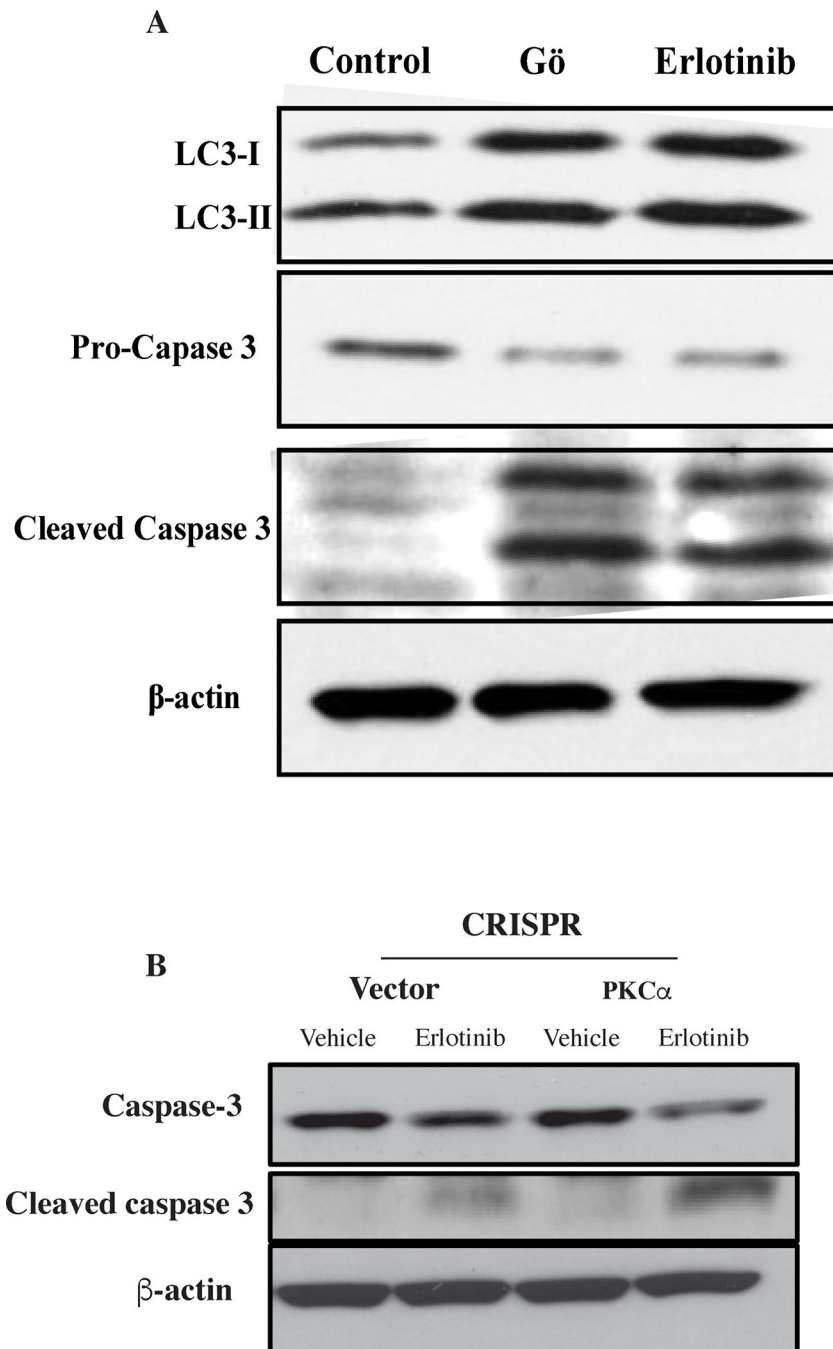 A
Control Gö Erlotinib
LC3-I
LC3-II
Pro-Capase 3
Cleaved Caspase 3
β-actin
CRISPR
B
Vector PKCα
Vehicle Erlotinib Vehicle Erlotinib
Caspase-3
Cleaved caspase 3
β-actin